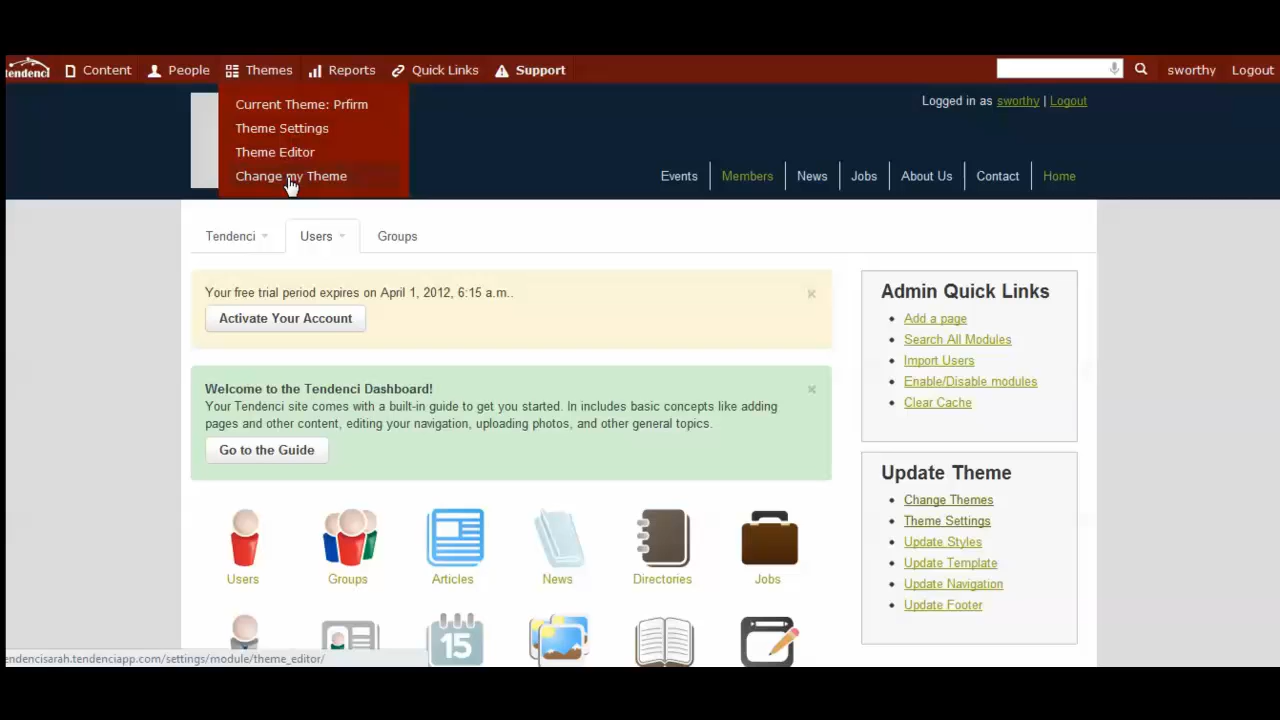 tendenci Content People Themes Reports Quick Links Support sworthy Logout
Current Theme: Prfirm
Theme Settings
Theme Editor
Change my Theme
Logged in as sworthy | Logout
Events Members News Jobs About Us Contact Home
Tendenci Users Groups
Your free trial period expires on April 1, 2012, 6:15 a.m..
Activate Your Account
Welcome to the Tendenci Dashboard!
Your Tendenci site comes with a built-in guide to get you started. In includes basic concepts like adding
pages and other content, editing your navigation, uploading photos, and other general topics.
Go to the Guide
Users Groups Articles News Directories Jobs
15
Admin Quick Links
Add a page
Search All Modules
Import Users
Enable/Disable modules
Clear Cache
Update Theme
Change Themes
Theme Settings
Update Styles
Update Template
Update Navigation
Update Footer
endencisarah.tendenciapp.com/settings/module/theme_editor/